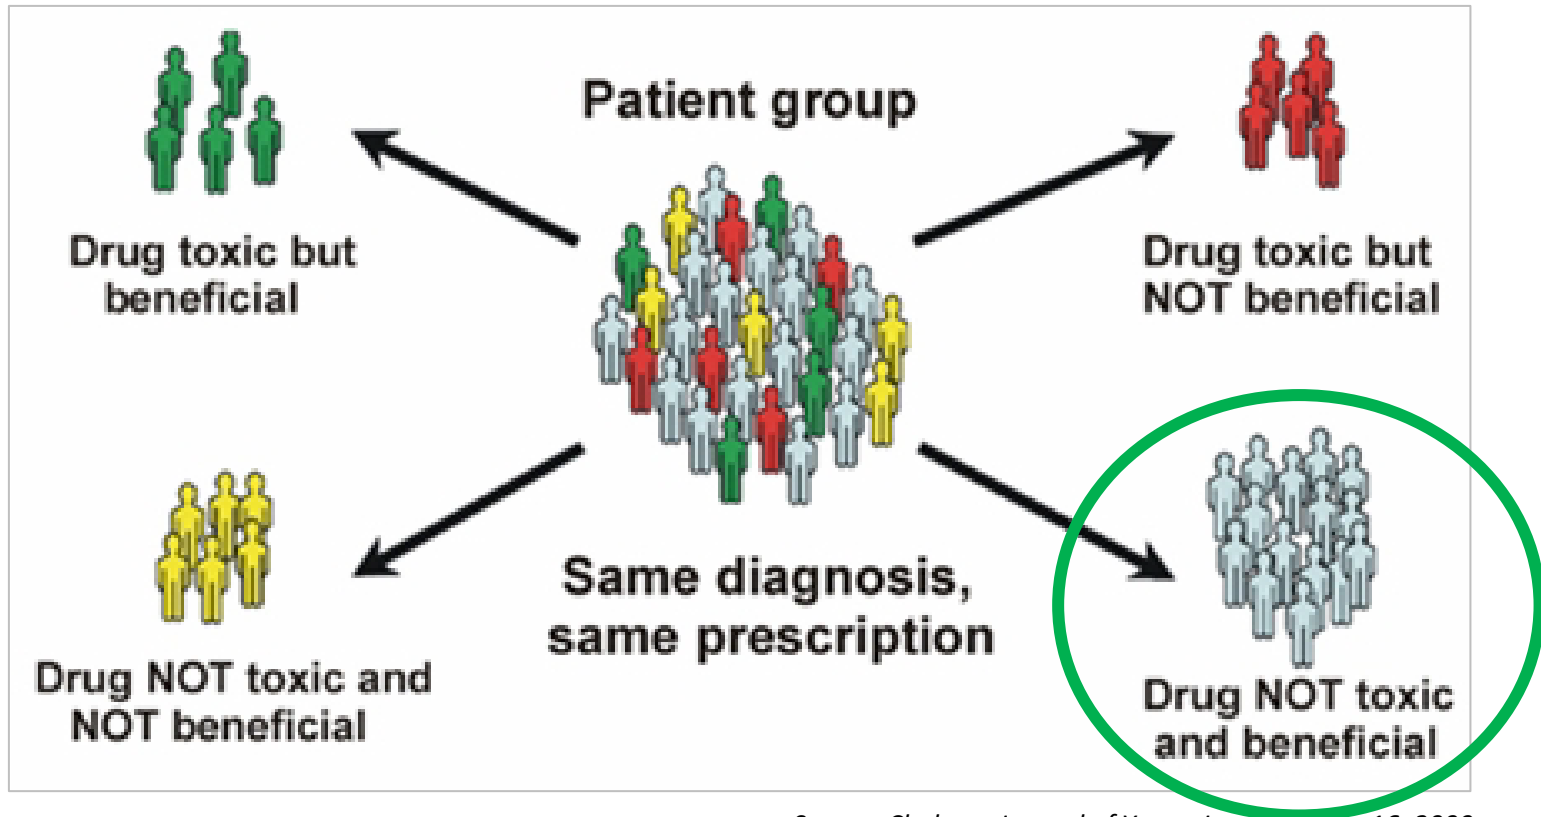 Patient group
Drug toxic but
beneficial
Drug toxic but
NOT beneficial
Same diagnosis,
same prescription
Drug NOT toxic and
NOT beneficial
Drug NOT toxic
and beneficial